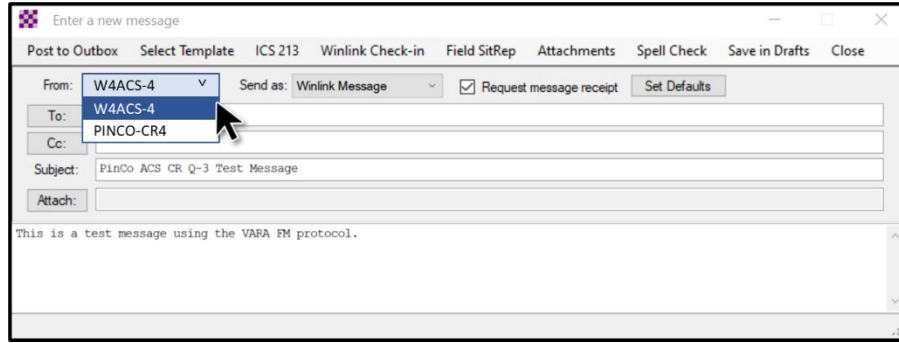 Enter a new message
Post to Outbox Select Template ICS 213 Winlink Check-in Field SitRep Attachments Spell Check Save in Drafts Close
From: W4ACS-4 Send as: Winlink Message Request message receipt Set Defaults
W4ACS-4
To:
PINCO-CR4
Cc:
Subject: PinCo ACS CR Q-3 Test Message
Attach:
This is a test message using the VARA FM protocol.